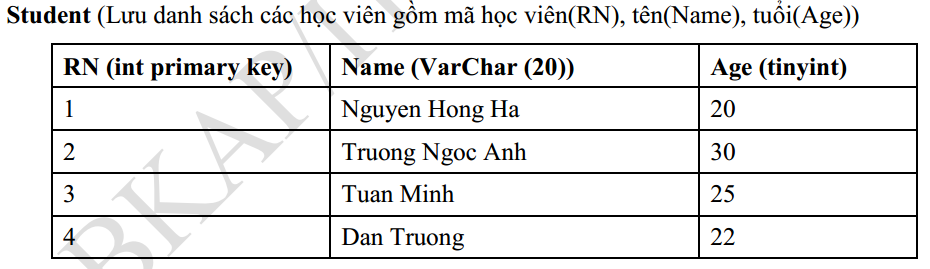 Student (Lưu danh sách các học viên gồm mã học viên(RN), tên(Name), tuổi(Age))
RN (int primary key) Name (VarChar (20)) Age (tinyint)
1 Nguyen Hong Ha 20
2 Truong Ngoc Anh 30
3 Tuan Minh 25
4 Dan Truong 22